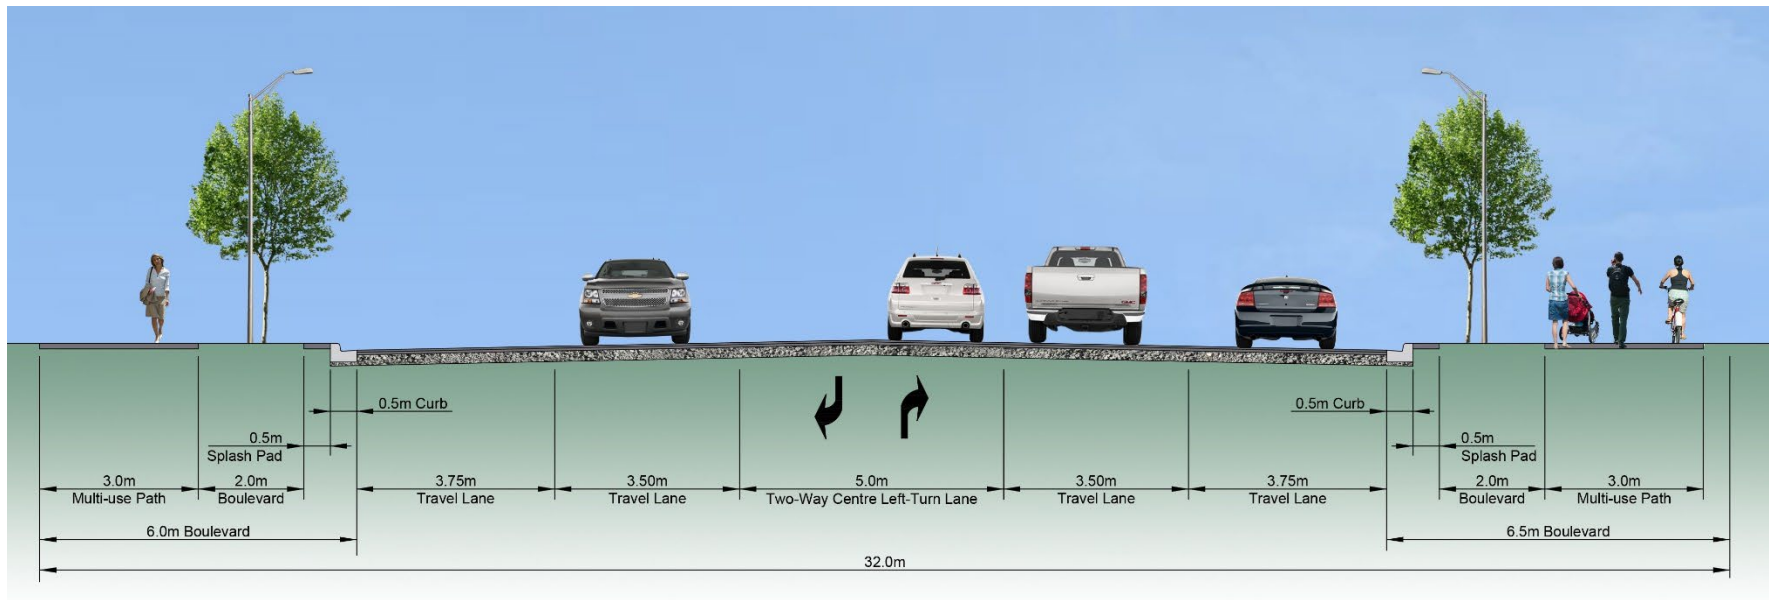 0.5m Curb
0.5m Curb
0.5m
Splash Pad
0.5m
Splash Pad
3.0m
Multi-use Path
2.0m
Boulevard
3.75m
Travel Lane
3.50m
Travel Lane
5.0m
Two-Way Centre Left-Turn Lane
3.50m
Travel Lane
3.75m
Travel Lane
2.0m
Boulevard
3.0m
Multi-use Path
6.0m Boulevard
6.5m Boulevard
32.0m